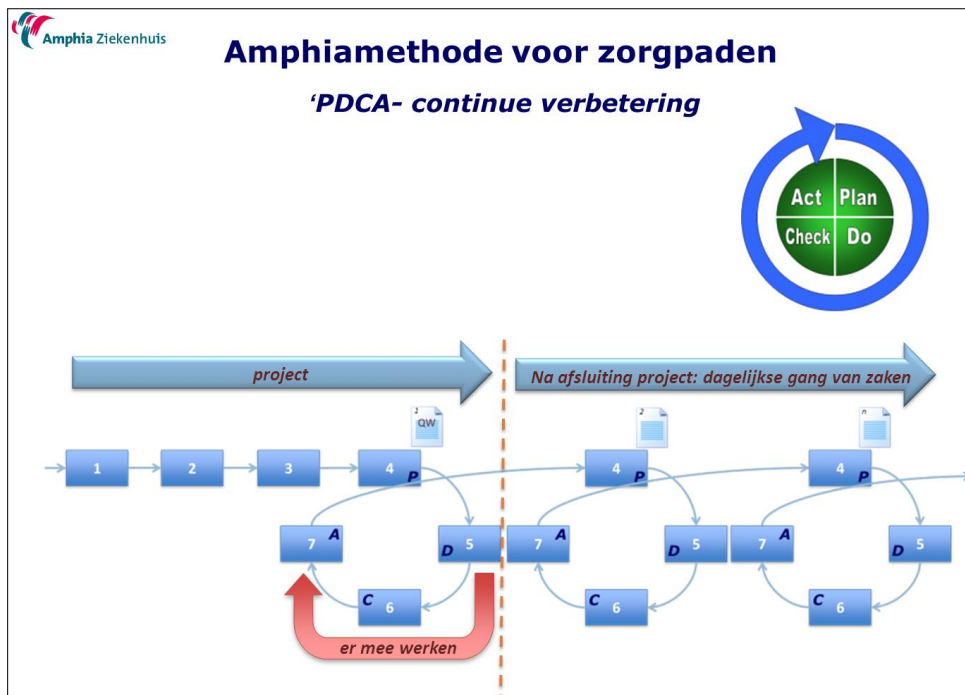 Amphia Ziekenhuis
Amphiamethode voor zorgpaden
‘PDCA- continue verbetering
Act Plan
Check Do
project
Na afsluiting project: dagelijkse gang van zaken
1
QW
2
n
1 2 3 4 P
4 P
4 P
7 A
D 5
7 A
D 5
7 A
D 5
C 6
C 6
C 6
er mee werken